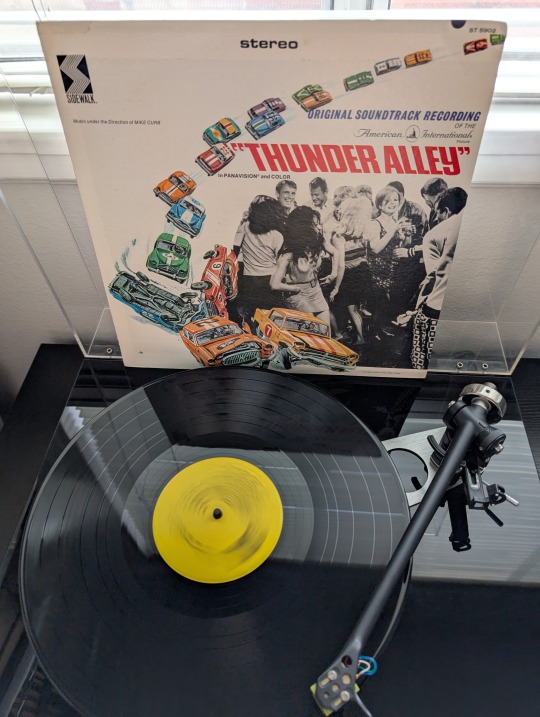 stereo
ST 5902
SIDEWALK
Music under the Direction of MIKE CURB
ORIGINAL SOUNDTRACK RECORDING
OF THE
American International
Picture
"THUNDER ALLEY"
in PANAVISION® and COLOR